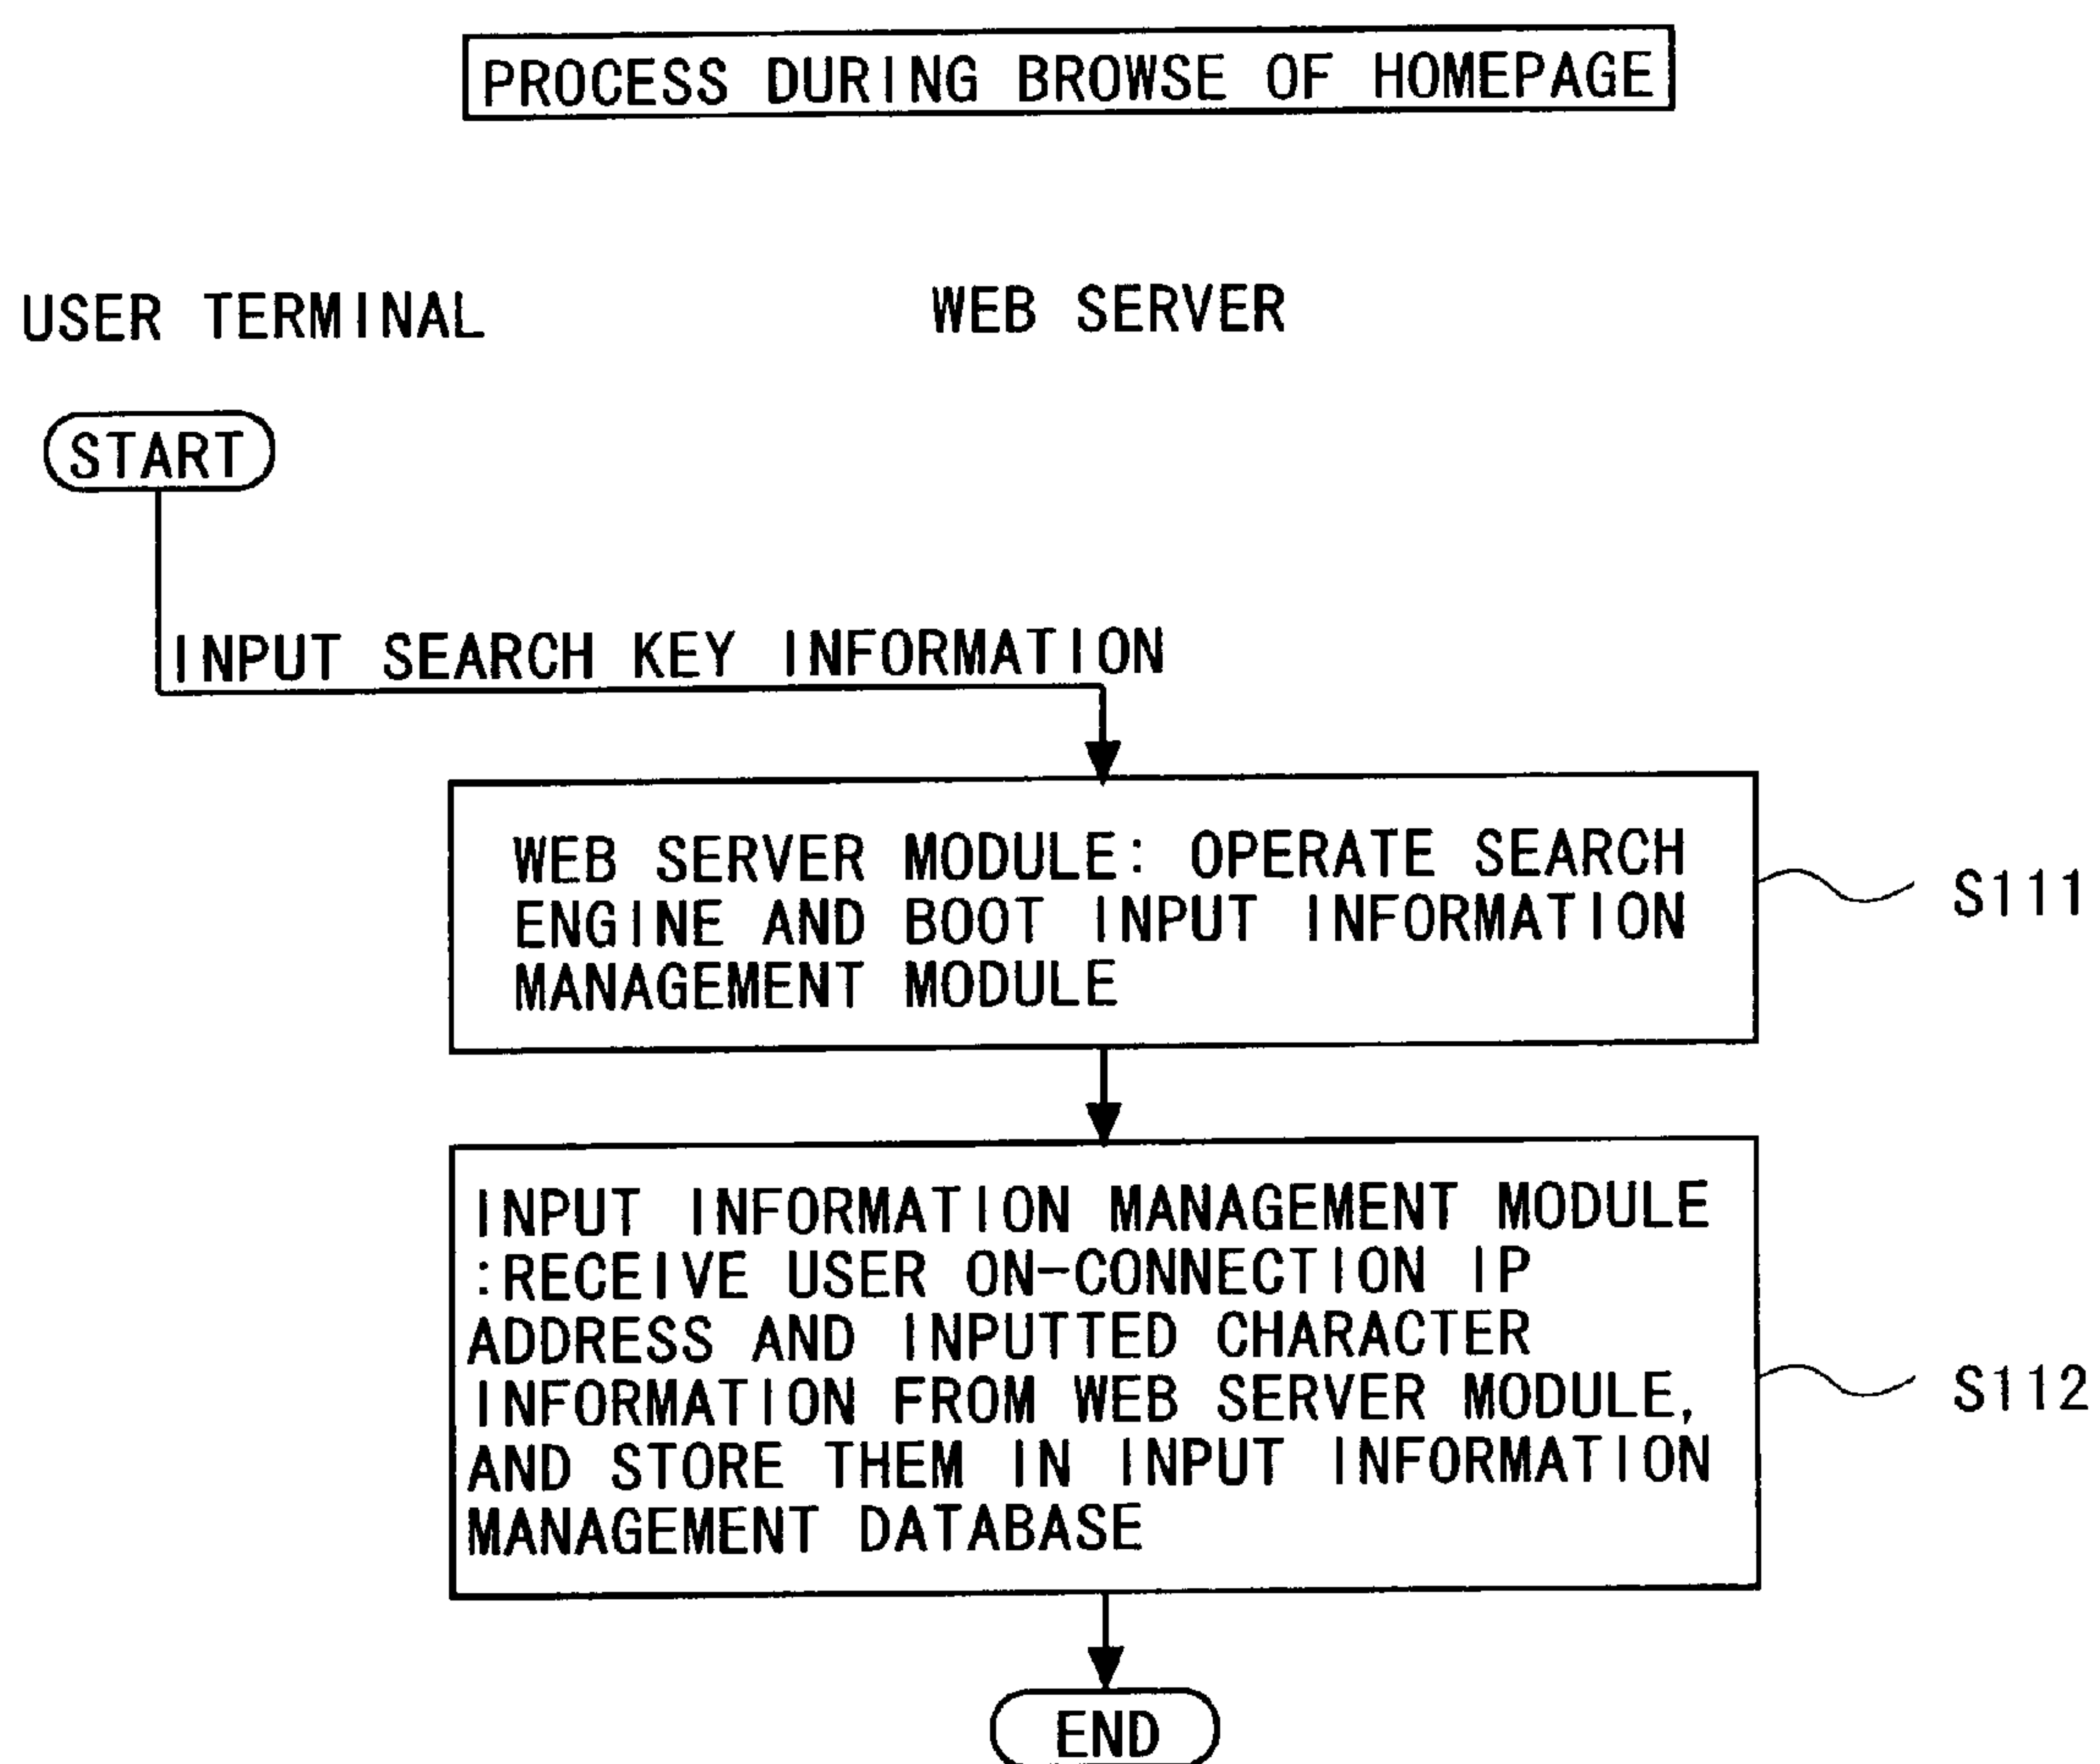 PROCESS DURING BROWSE OF HOMEPAGE
USER TERMINAL
WEB SERVER
START
INPUT SEARCH KEY INFORMATION
WEB SERVER MODULE: OPERATE SEARCH
ENGINE AND BOOT INPUT INFORMATION
MANAGEMENT MODULE
S111
INPUT INFORMATION MANAGEMENT MODULE
:RECEIVE USER ON-CONNECTION IP
ADDRESS AND INPUTTED CHARACTER
INFORMATION FROM WEB SERVER MODULE,
AND STORE THEM IN INPUT INFORMATION
MANAGEMENT DATABASE
S112
END